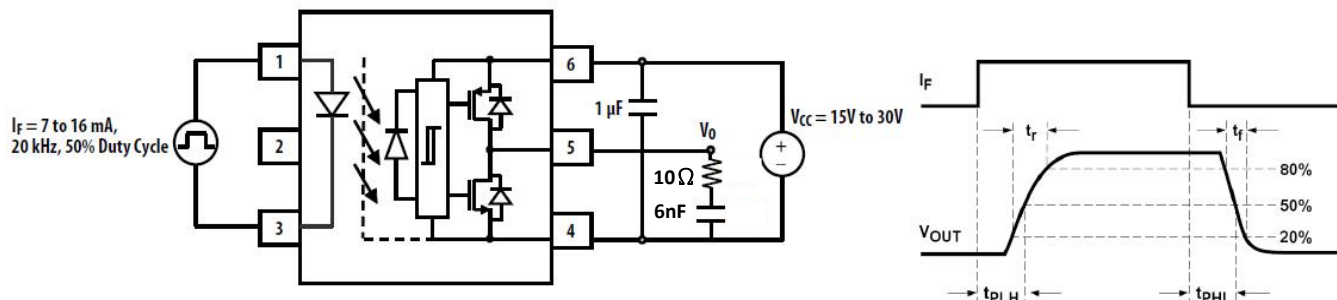 I_F = 7 to 16 mA,
20 kHz, 50% Duty Cycle
1
2
3
6
5
4
1 μF
V_O
10Ω
6nF
V_CC = 15V to 30V
+
−
I_F
t_r
t_f
80%
50%
20%
V_OUT
t_PLH
t_PHL